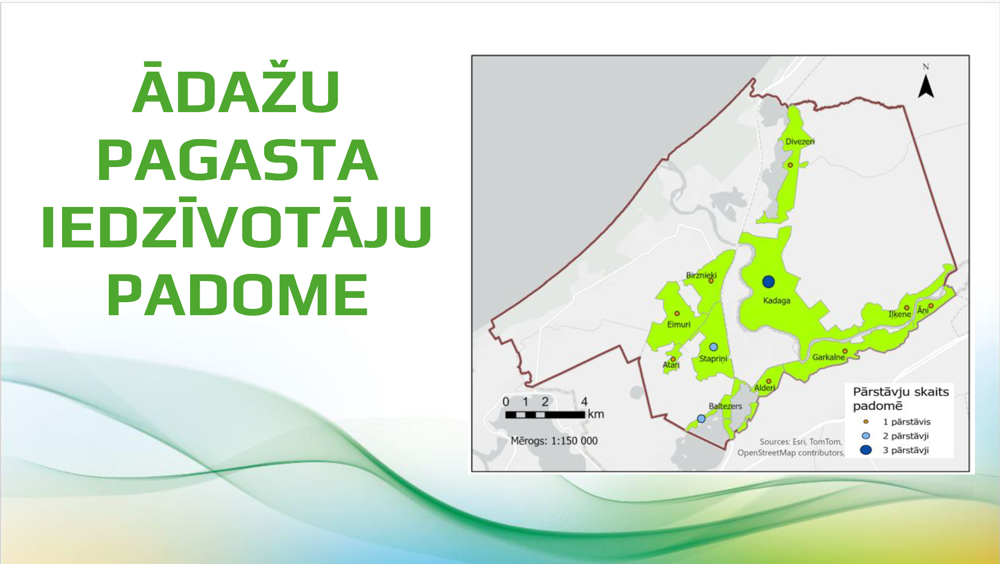 ĀDAŽU
PAGASTA
IEDZĪVOTĀJU
PADOME
N
Divezeri
Birznieki
Kadaga
Eimuri
Iļķene
Āņi
Stapriņi
Garkalne
Atari
Alderi
Baltezers
0 1 2 4
km
Mērogs: 1:150 000
Sources: Esri, TomTom,
OpenStreetMap contributors,
Pārstāvju skaits
padomē
1 pārstāvis
2 pārstāvji
3 pārstāvji